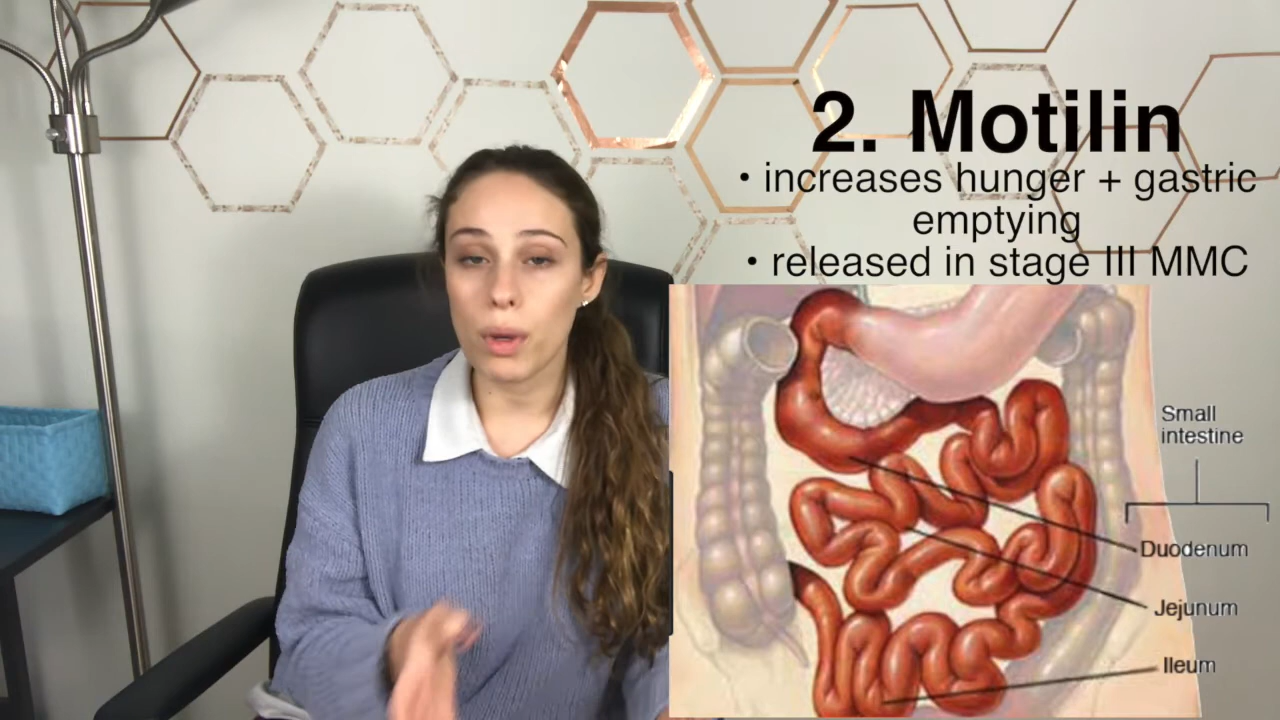 2. Motilin
• increases hunger + gastric
emptying
• released in stage III MMC
Small
intestine
Duodenum
Jejunum
Ileum